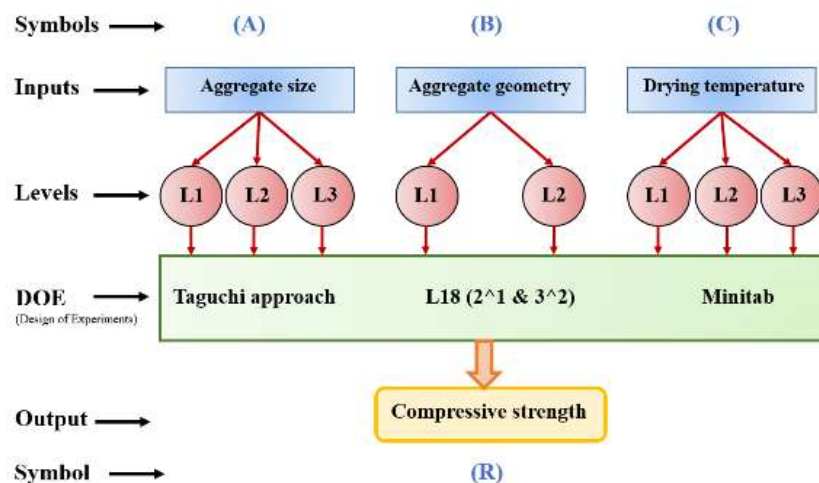 Symbols (A) (B) (C)
Inputs Aggregate size Aggregate geometry Drying temperature
Levels L1 L2 L3 L1 L2 L1 L2 L3
DOE Taguchi approach L18 (2^1 & 3^2) Minitab
(Design of Experiments)
Output Compressive strength
Symbol (R)